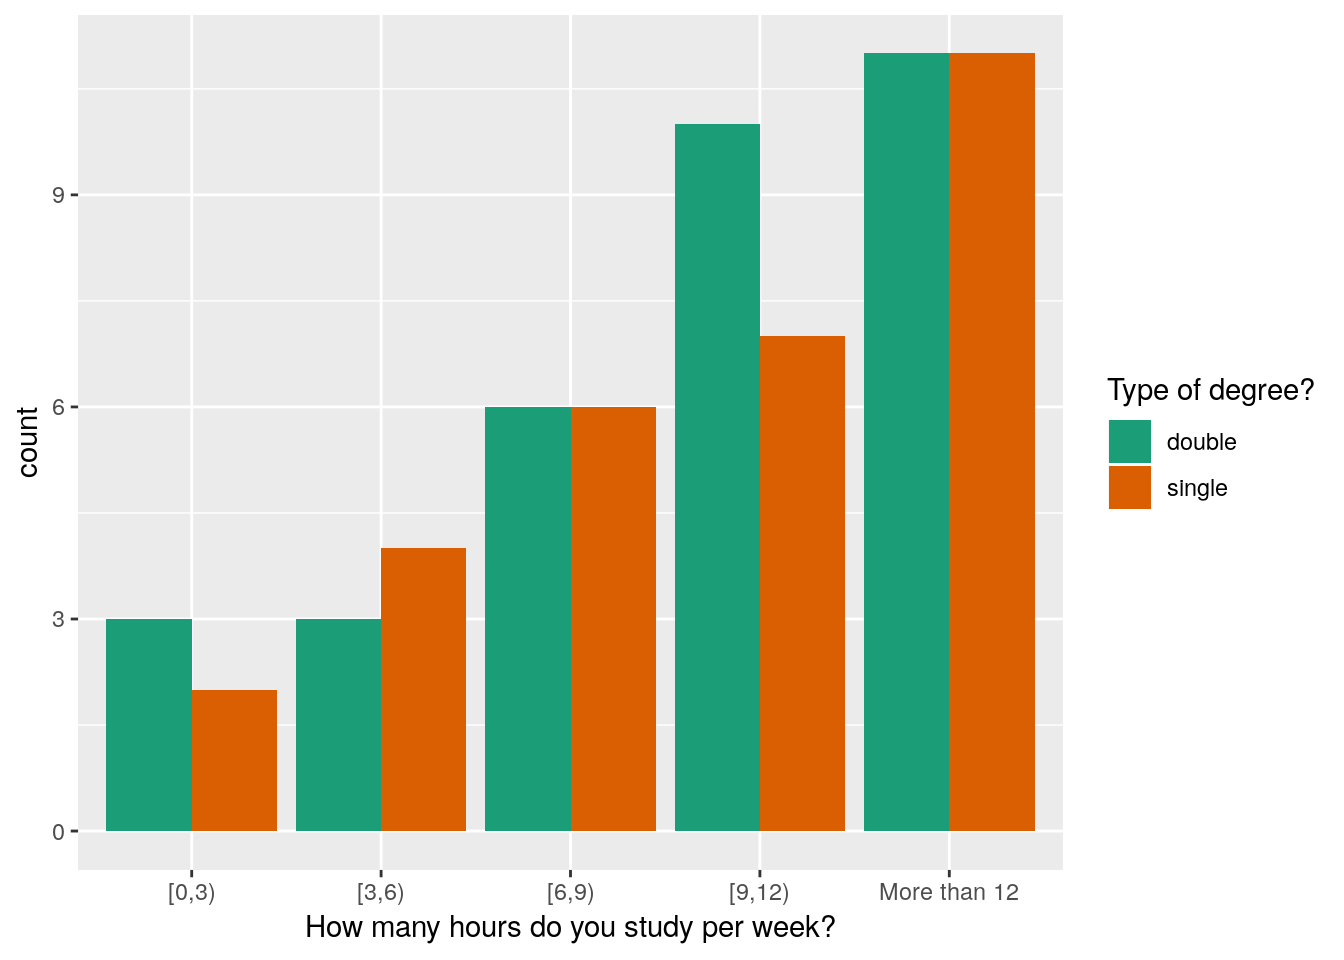 count
9
6
3
0
[0,3)
[3,6)
[6,9)
[9,12)
More than 12
How many hours do you study per week?
Type of degree?
double
single